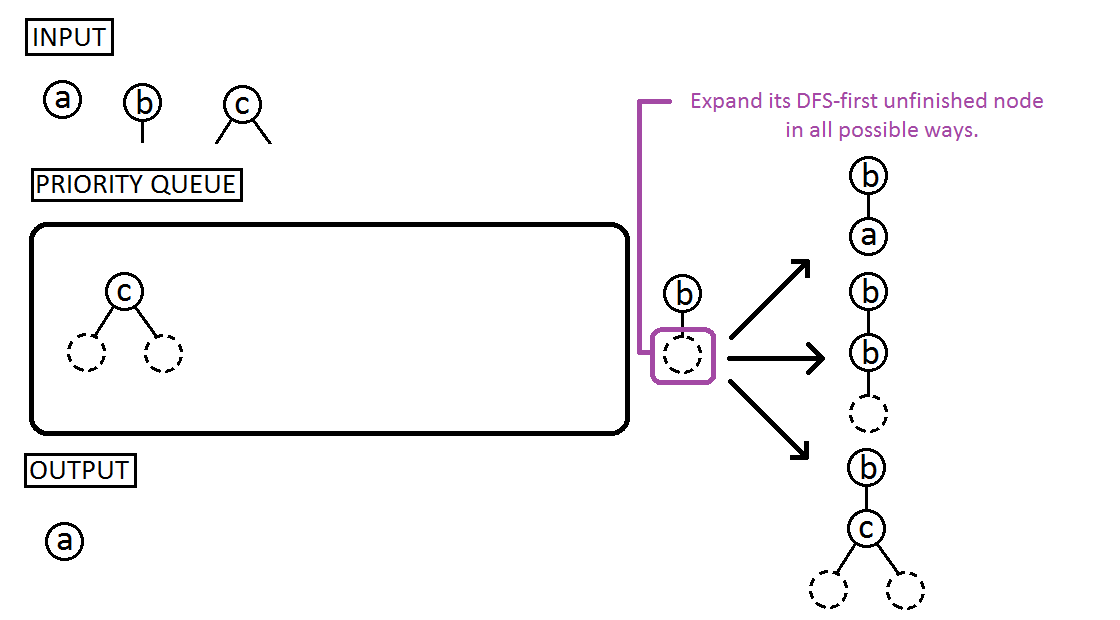 INPUT
a b c
PRIORITY QUEUE
c
OUTPUT
a
b
Expand its DFS-first unfinished node
in all possible ways.
b
a
b
b
b
c